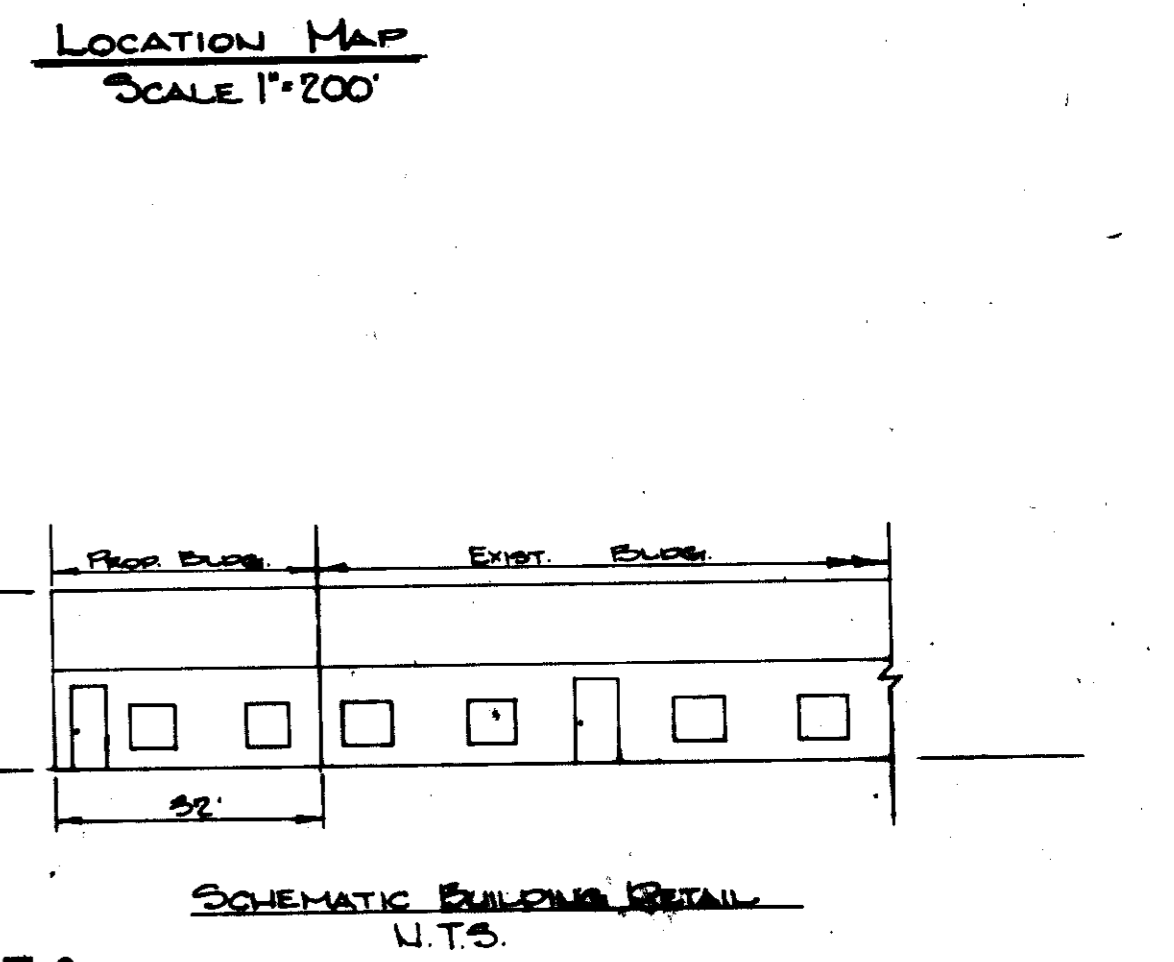 LOCATION MAP
SCALE 1"=200'
PROP. BLDG. EXIST. BLDG.
32'
SCHEMATIC BUILDING DETAIL
N.T.S.